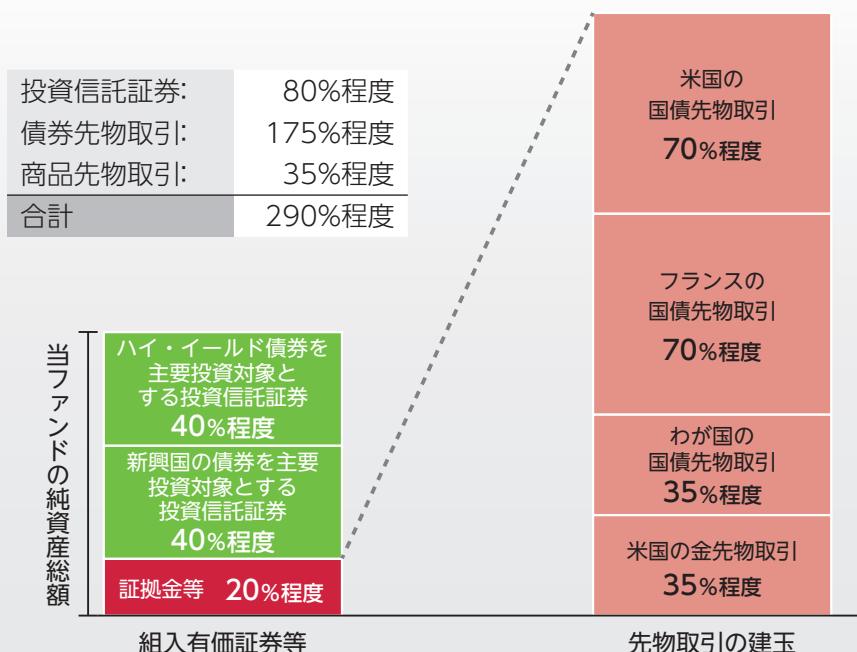 投資信託証券: 80%程度
債券先物取引: 175%程度
商品先物取引: 35%程度
合計 290%程度
当ファンドの純資産総額
ハイ・イールド債券を
主要投資対象と
する投資信託証券
40%程度
新興国の債券を主要
投資対象とする
投資信託証券
40%程度
証拠金等 20%程度
組入有価証券等
米国の
国債先物取引
70%程度
フランスの
国債先物取引
70%程度
わが国の
国債先物取引
35%程度
米国の金先物取引
35%程度
先物取引の建玉